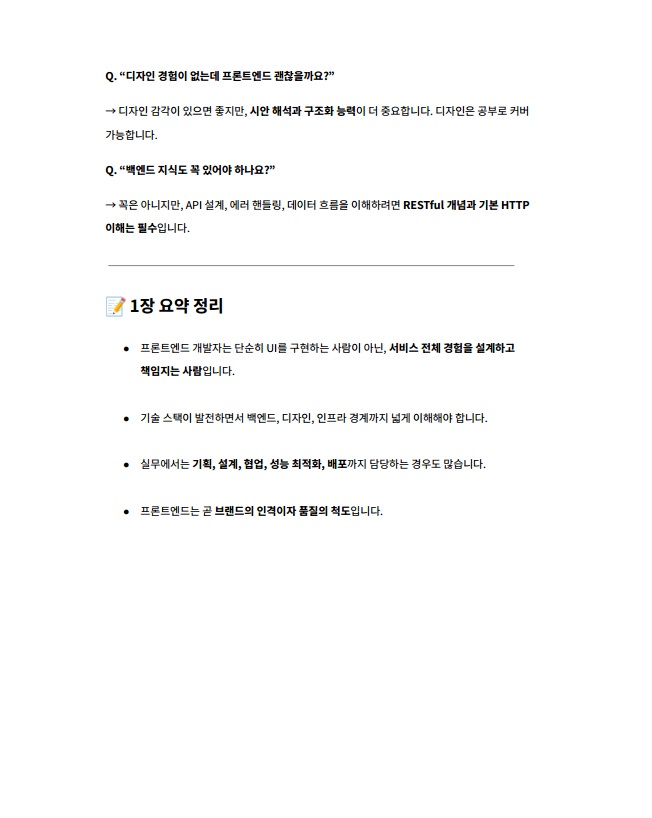 Q. “디자인 경험이 없는데 프론트엔드 괜찮을까요?”
→ 디자인 감각이 있으면 좋지만, 시안 해석과 구조화 능력이 더 중요합니다. 디자인은 공부로 커버
가능합니다.
Q. “백엔드 지식도 꼭 있어야 하나요?”
→ 꼭은 아니지만, API 설계, 에러 핸들링, 데이터 흐름을 이해하려면 RESTful 개념과 기본 HTTP
이해는 필수입니다.
📝 1장 요약 정리
● 프론트엔드 개발자는 단순히 UI를 구현하는 사람이 아닌, 서비스 전체 경험을 설계하고
책임지는 사람입니다.
● 기술 스택이 발전하면서 백엔드, 디자인, 인프라 경계까지 넓게 이해해야 합니다.
● 실무에서는 기획, 설계, 협업, 성능 최적화, 배포까지 담당하는 경우도 많습니다.
● 프론트엔드는 곧 브랜드의 인격이자 품질의 척도입니다.